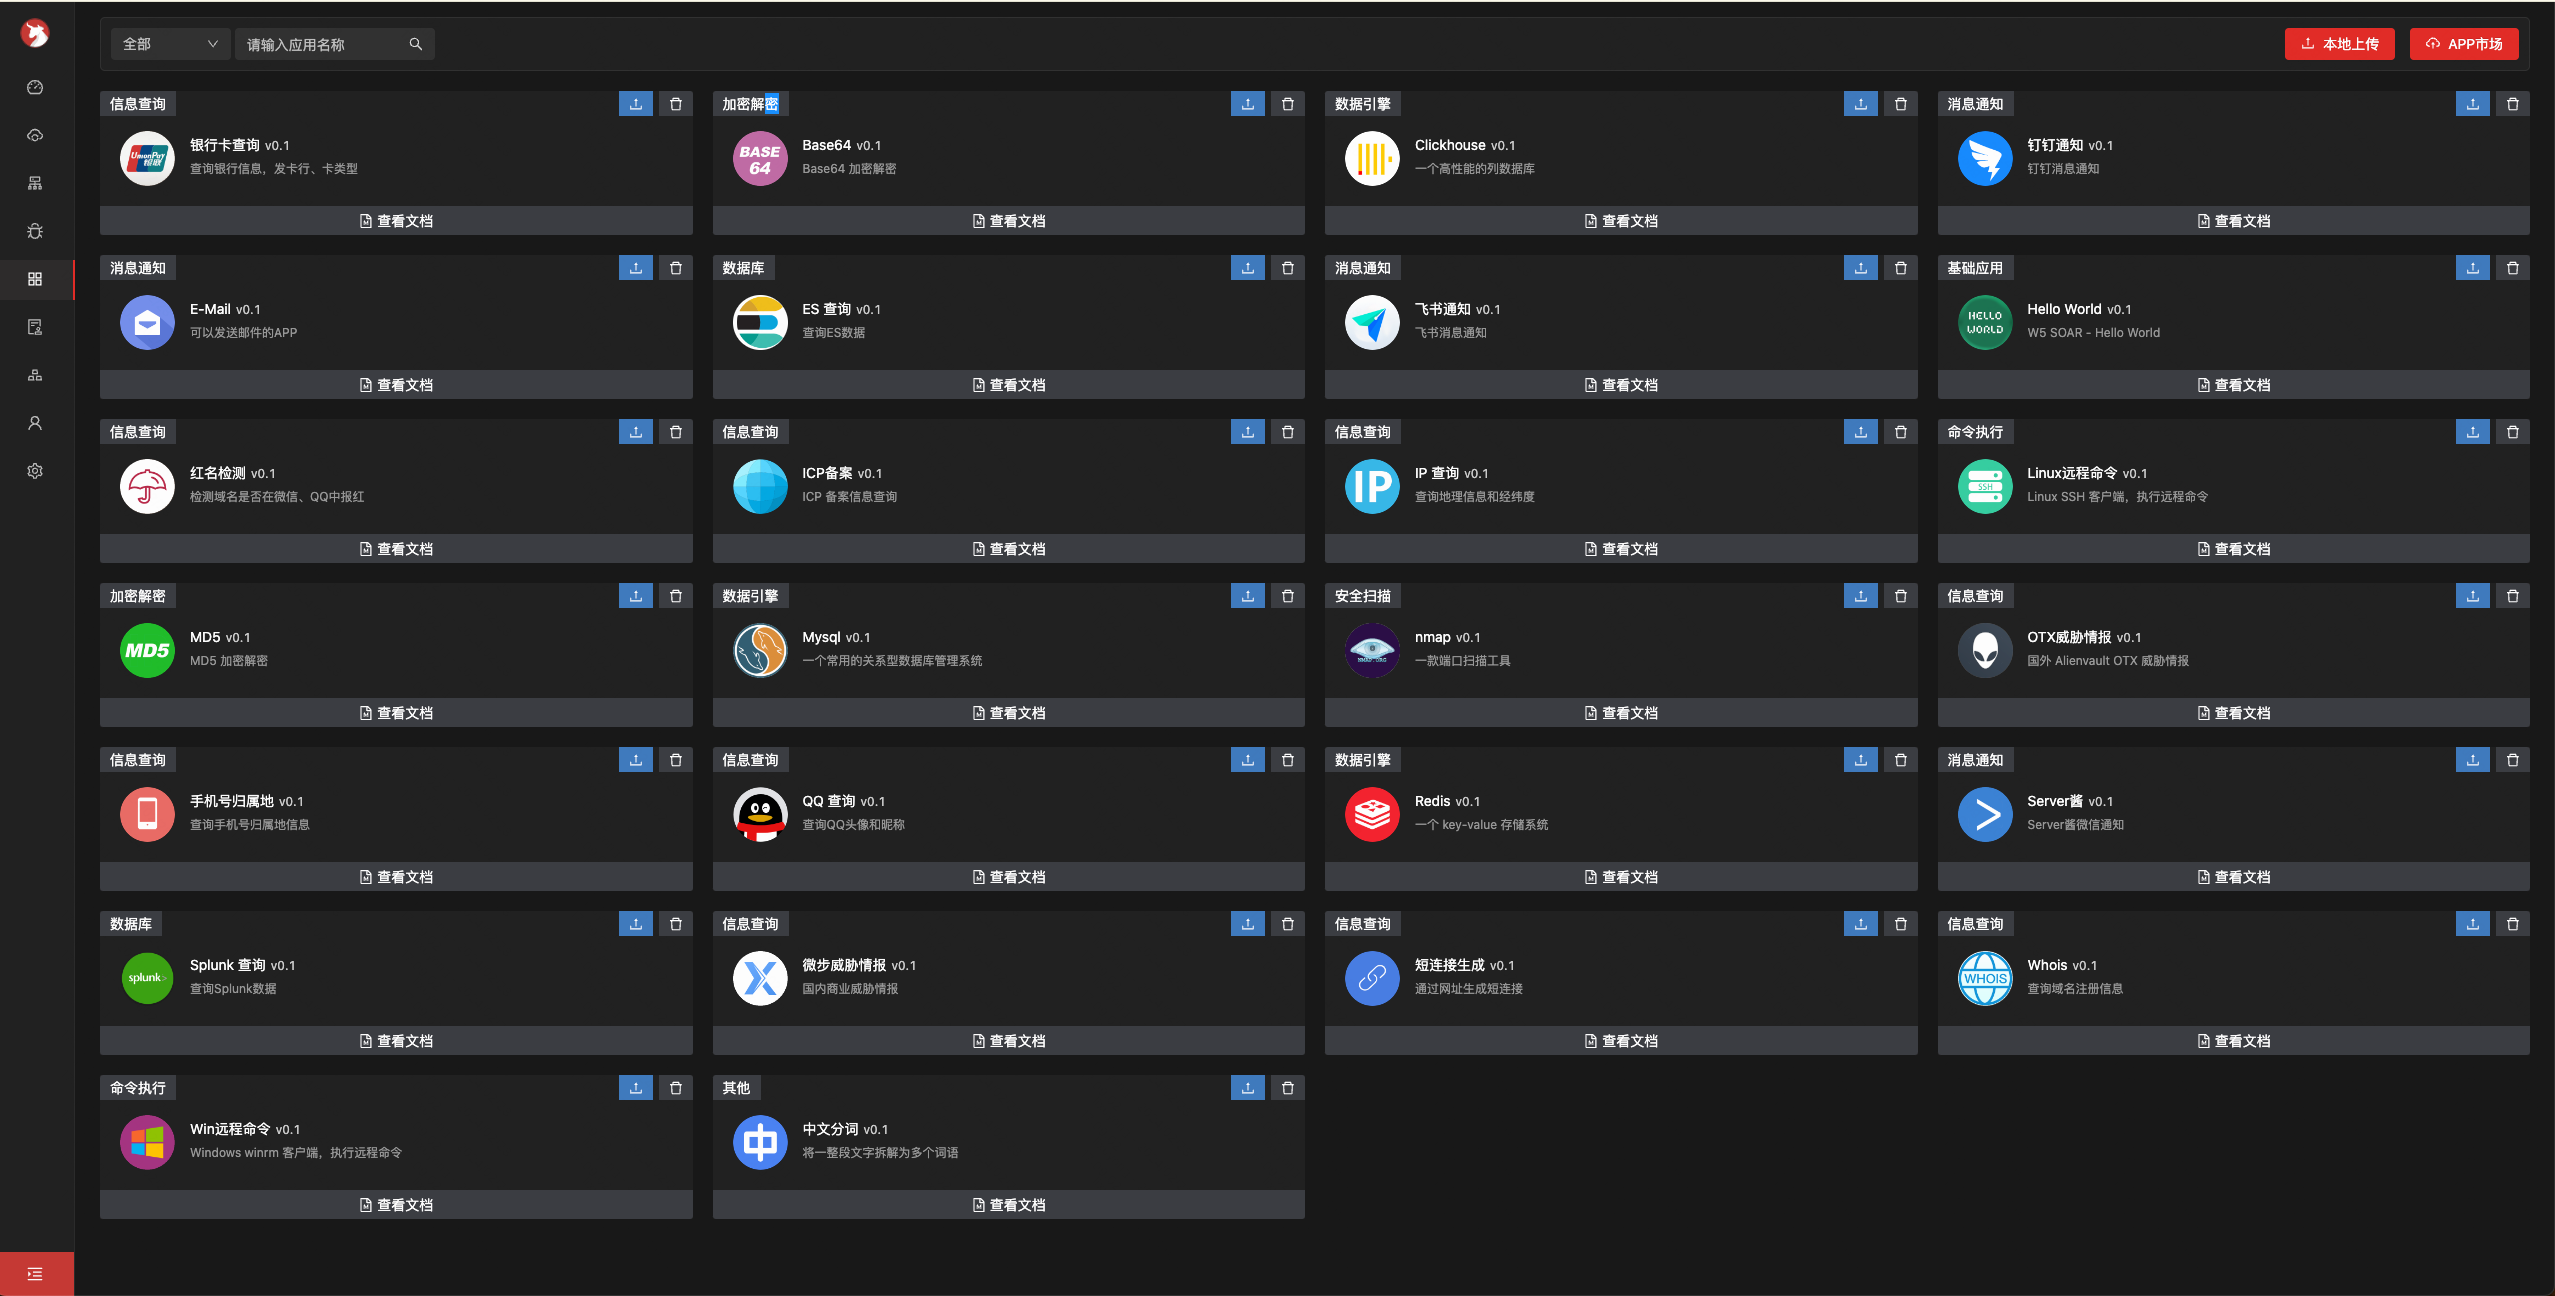 全部
请输入应用名称
本地上传
APP市场
信息查询
银行卡查询 v0.1
查询银行信息，发卡行、卡类型
UnionPay
银联
查看文档
加密解密
Base64 v0.1
Base64 加密解密
BASE
64
查看文档
数据引擎
Clickhouse v0.1
一个高性能的列数据库
查看文档
消息通知
钉钉通知 v0.1
钉钉消息通知
查看文档
消息通知
E-Mail v0.1
可以发送邮件的APP
查看文档
数据库
ES 查询 v0.1
查询ES数据
查看文档
消息通知
飞书通知 v0.1
飞书消息通知
查看文档
基础应用
Hello World v0.1
W5 SOAR - Hello World
HELLO
WORLD
查看文档
信息查询
红名检测 v0.1
检测域名是否在微信、QQ中报红
查看文档
信息查询
ICP备案 v0.1
ICP 备案信息查询
查看文档
信息查询
IP 查询 v0.1
查询地理信息和经纬度
IP
查看文档
命令执行
Linux远程命令 v0.1
Linux SSH 客户端，执行远程命令
SSH
查看文档
加密解密
MD5 v0.1
MD5 加密解密
MD5
查看文档
数据引擎
Mysql v0.1
一个常用的关系型数据库管理系统
查看文档
安全扫描
nmap v0.1
一款端口扫描工具
NMAP.ORG
查看文档
信息查询
OTX威胁情报 v0.1
国外 Alienvault OTX 威胁情报
查看文档
信息查询
手机号归属地 v0.1
查询手机号归属地信息
查看文档
信息查询
QQ 查询 v0.1
查询QQ头像和昵称
查看文档
数据引擎
Redis v0.1
一个 key-value 存储系统
查看文档
消息通知
Server酱 v0.1
Server酱微信通知
查看文档
数据库
Splunk 查询 v0.1
查询Splunk数据
splunk>
查看文档
信息查询
微步威胁情报 v0.1
国内商业威胁情报
查看文档
信息查询
短连接生成 v0.1
通过网址生成短连接
查看文档
信息查询
Whois v0.1
查询域名注册信息
WHOIS
查看文档
命令执行
Win远程命令 v0.1
Windows winrm 客户端，执行远程命令
查看文档
其他
中文分词 v0.1
将一整段文字拆解为多个词语
中
查看文档